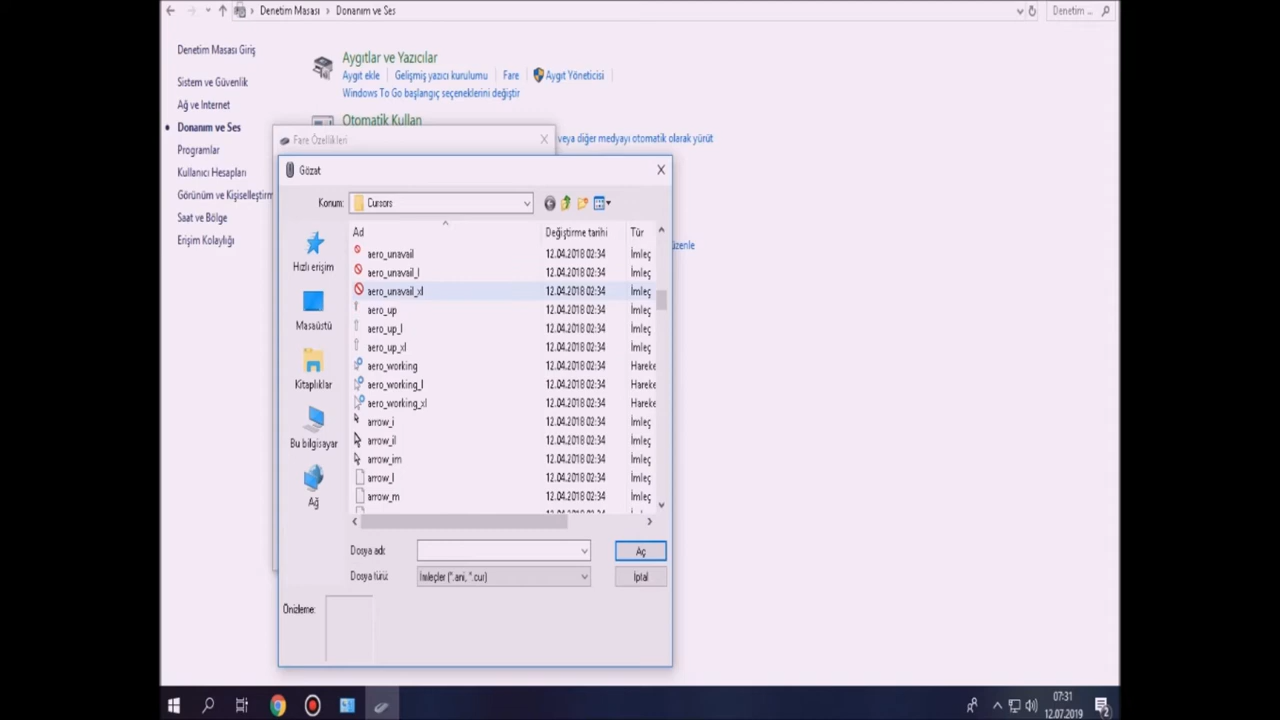 Denetim Masası > Donanım ve Ses
Denetim ...
Denetim Masası Giriş
Sistem ve Güvenlik
Ağ ve Internet
Donanım ve Ses
Programlar
Kullanıcı Hesapları
Görünüm ve Kişiselleştirm
Saat ve Bölge
Erişim Kolaylığı
Aygıtlar ve Yazıcılar
Aygıt ekle
Gelişmiş yazıcı kurulumu
Fare
Aygıt Yöneticisi
Windows To Go başlangıç seçeneklerini değiştir
Otomatik Kullan
veya diğer medyayı otomatik olarak yürüt
üzenle
Fare Özellikleri
Gözat
Konum: Cursors
Hızlı erişim
Masaüstü
Kitaplıklar
Bu bilgisayar
Ağ
Ad Değiştirme tarihi Tür
aero_unavail 12.04.2018 02:34 İmleç
aero_unavail_l 12.04.2018 02:34 İmleç
aero_unavail_xl 12.04.2018 02:34 İmleç
aero_up 12.04.2018 02:34 İmleç
aero_up_l 12.04.2018 02:34 İmleç
aero_up_xl 12.04.2018 02:34 İmleç
aero_working 12.04.2018 02:34 Hareke
aero_working_l 12.04.2018 02:34 Hareke
aero_working_xl 12.04.2018 02:34 Hareke
arrow_i 12.04.2018 02:34 İmleç
arrow_il 12.04.2018 02:34 İmleç
arrow_im 12.04.2018 02:34 İmleç
arrow_l 12.04.2018 02:34 İmleç
arrow_m 12.04.2018 02:34 İmleç
Dosya adı:
Aç
Dosya türü: İmleçler (*.ani, *.cur)
İptal
Önizleme:
07:31
12.07.2019
2